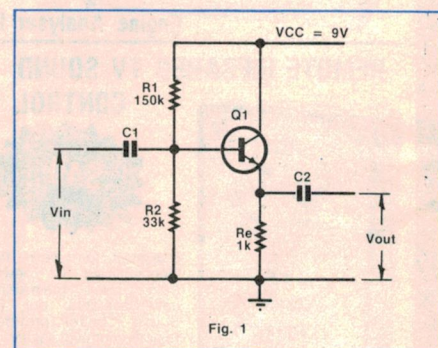 VCC = 9V
R1
150k
Q1
C1
C2
Vin
R2
33k
Re
1k
Vout
Fig. 1